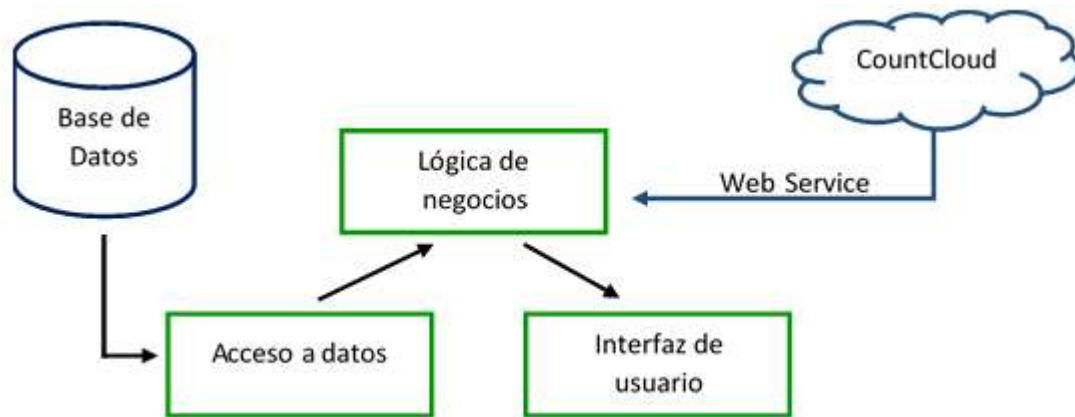 CountCloud
Base de
Datos
Lógica de
negocios
Web Service
Acceso a datos
Interfaz de
usuario